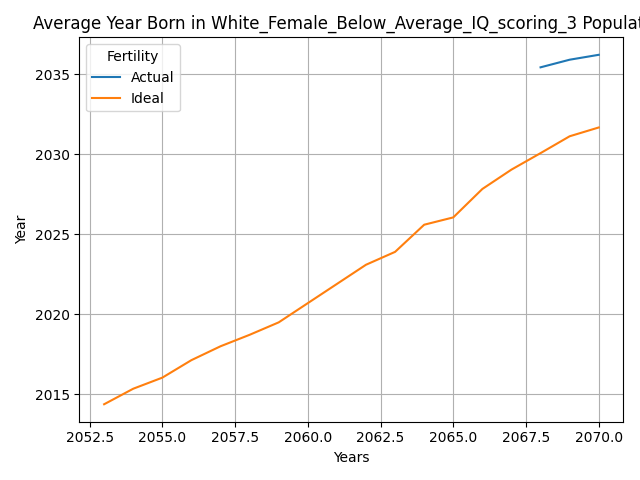 Average Year Born in White_Female_Below_Average_IQ_scoring_3 Populat
Fertility
Actual
Ideal
2035
2030
2025
2020
2015
Year
2052.5 2055.0 2057.5 2060.0 2062.5 2065.0 2067.5 2070.0
Years